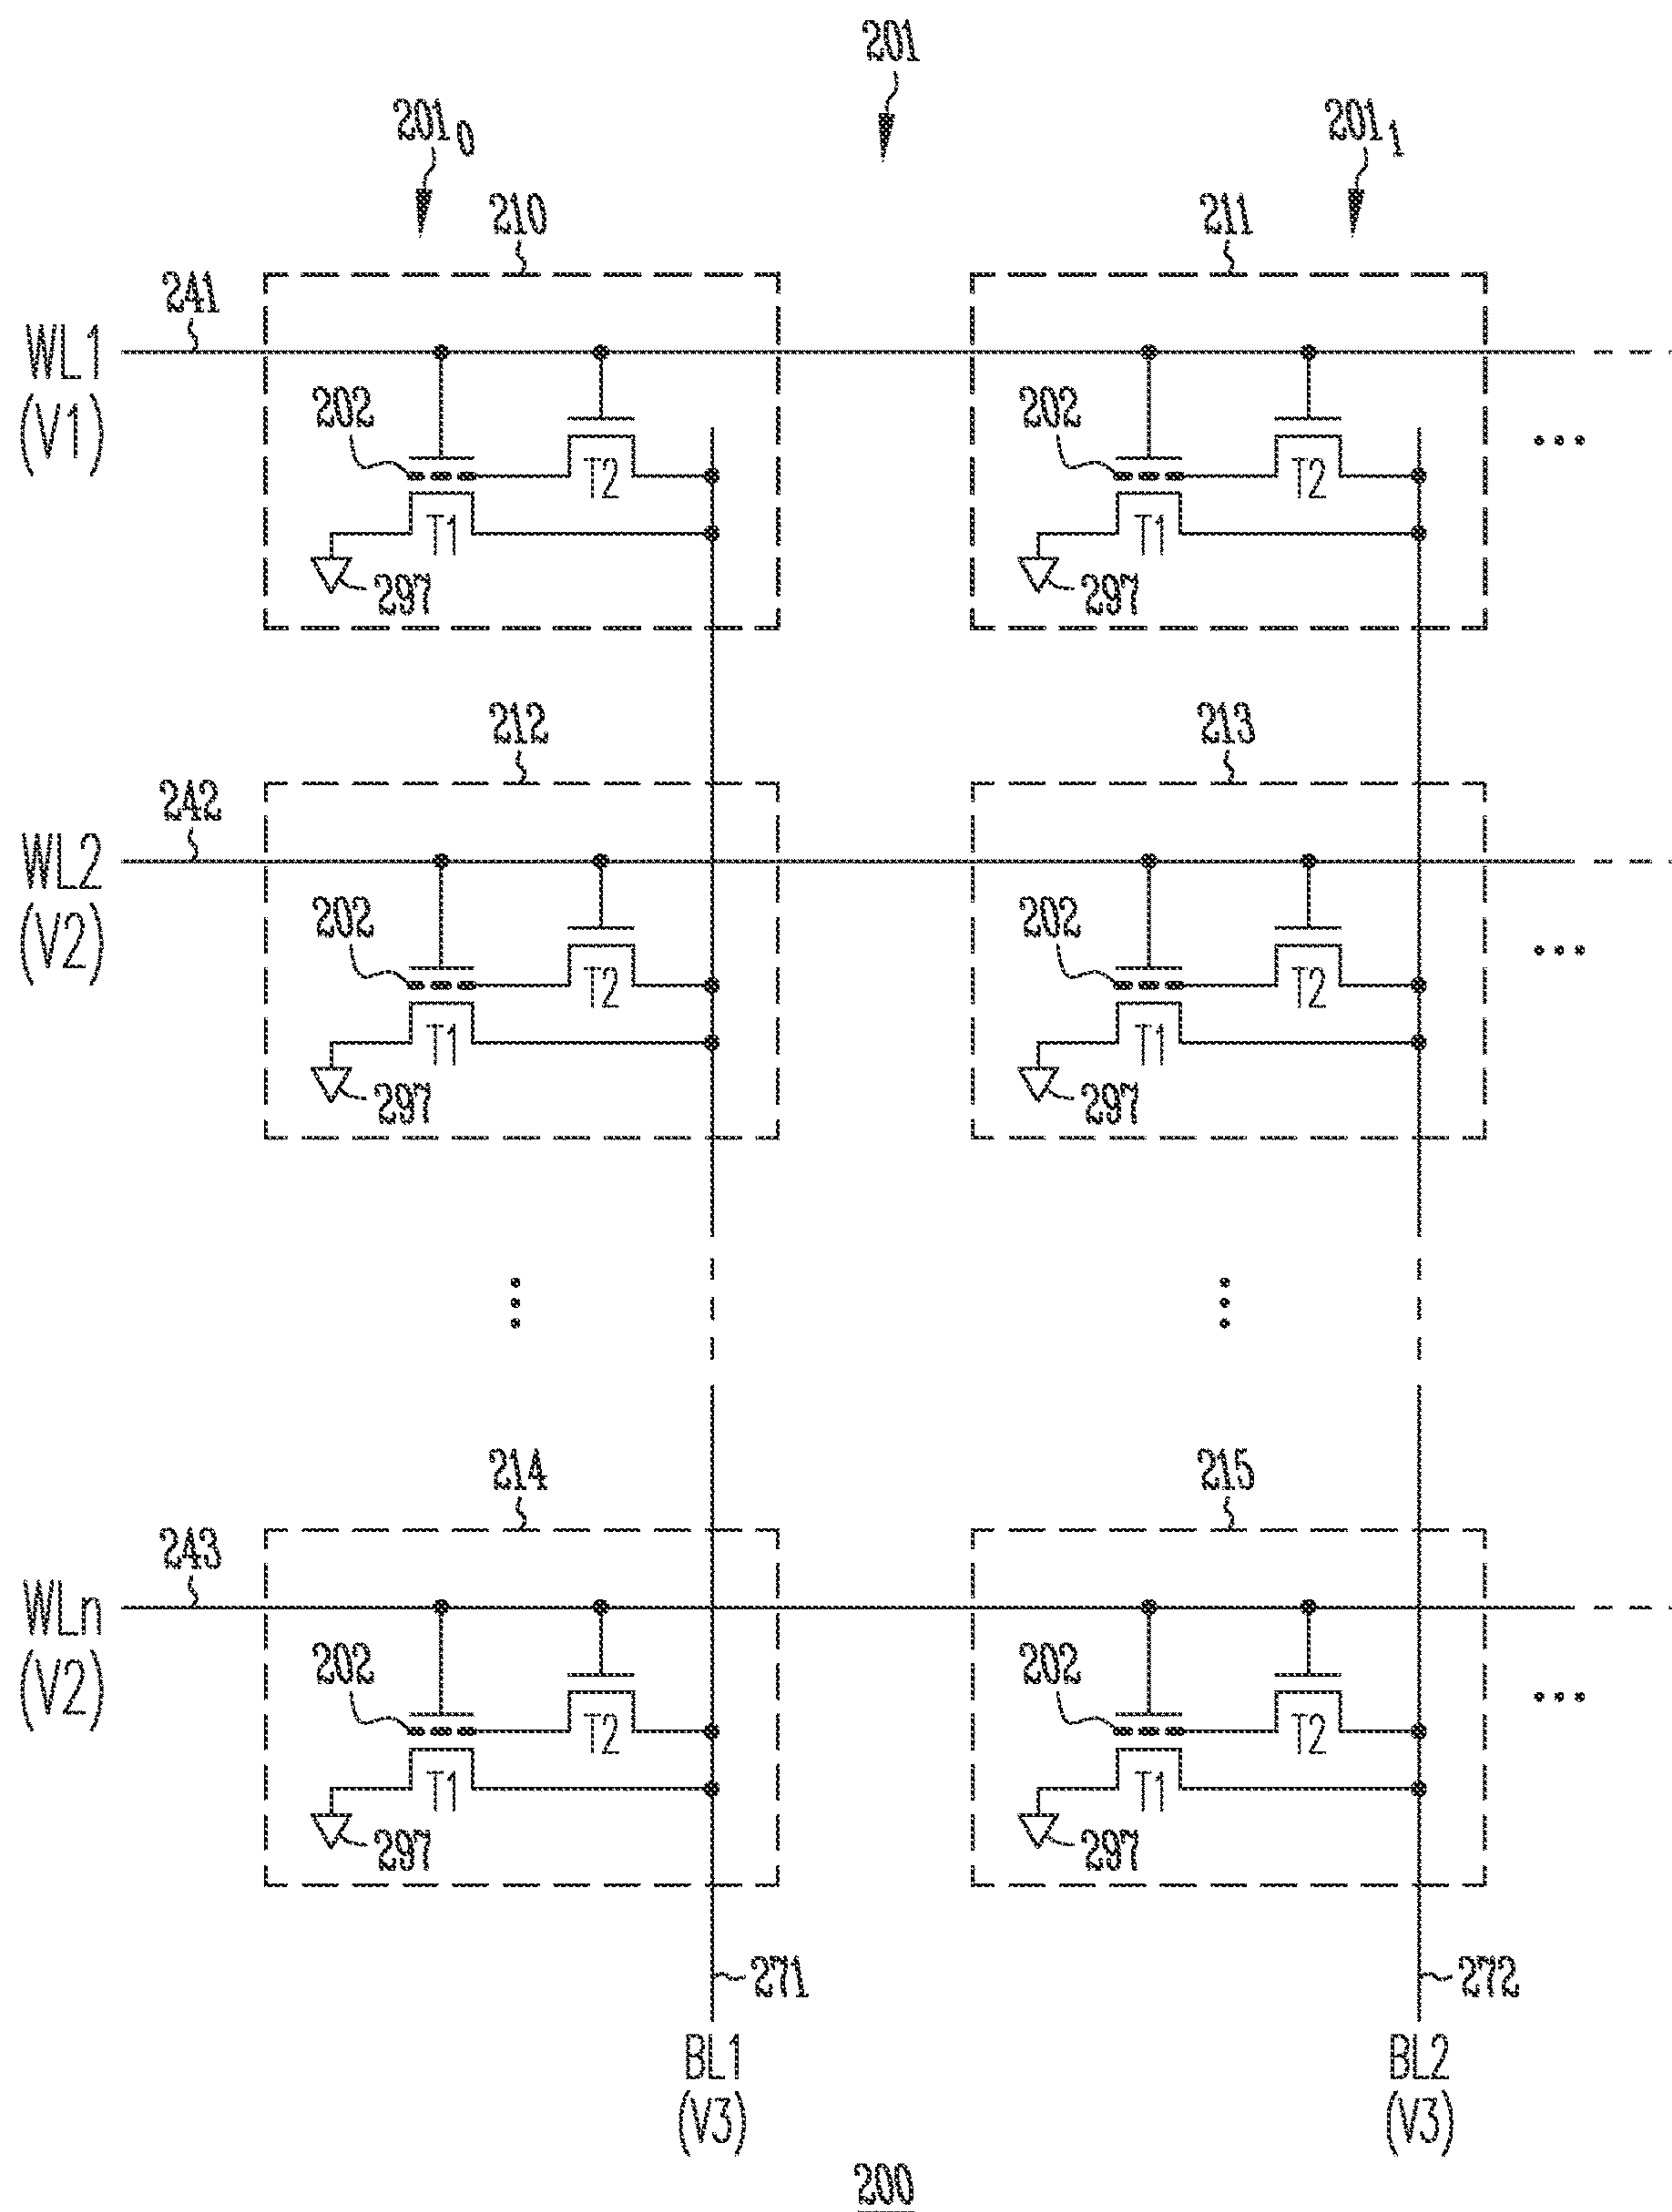 201
201₀
201₁
210
211
241
WL1
(V1)
202
T2
T1
297
202
T2
T1
297
...
212
213
242
WL2
(V2)
202
T2
T1
297
202
T2
T1
297
...
214
215
243
WLn
(V2)
202
T2
T1
297
202
T2
T1
297
...
271
272
BL1
(V3)
BL2
(V3)
200